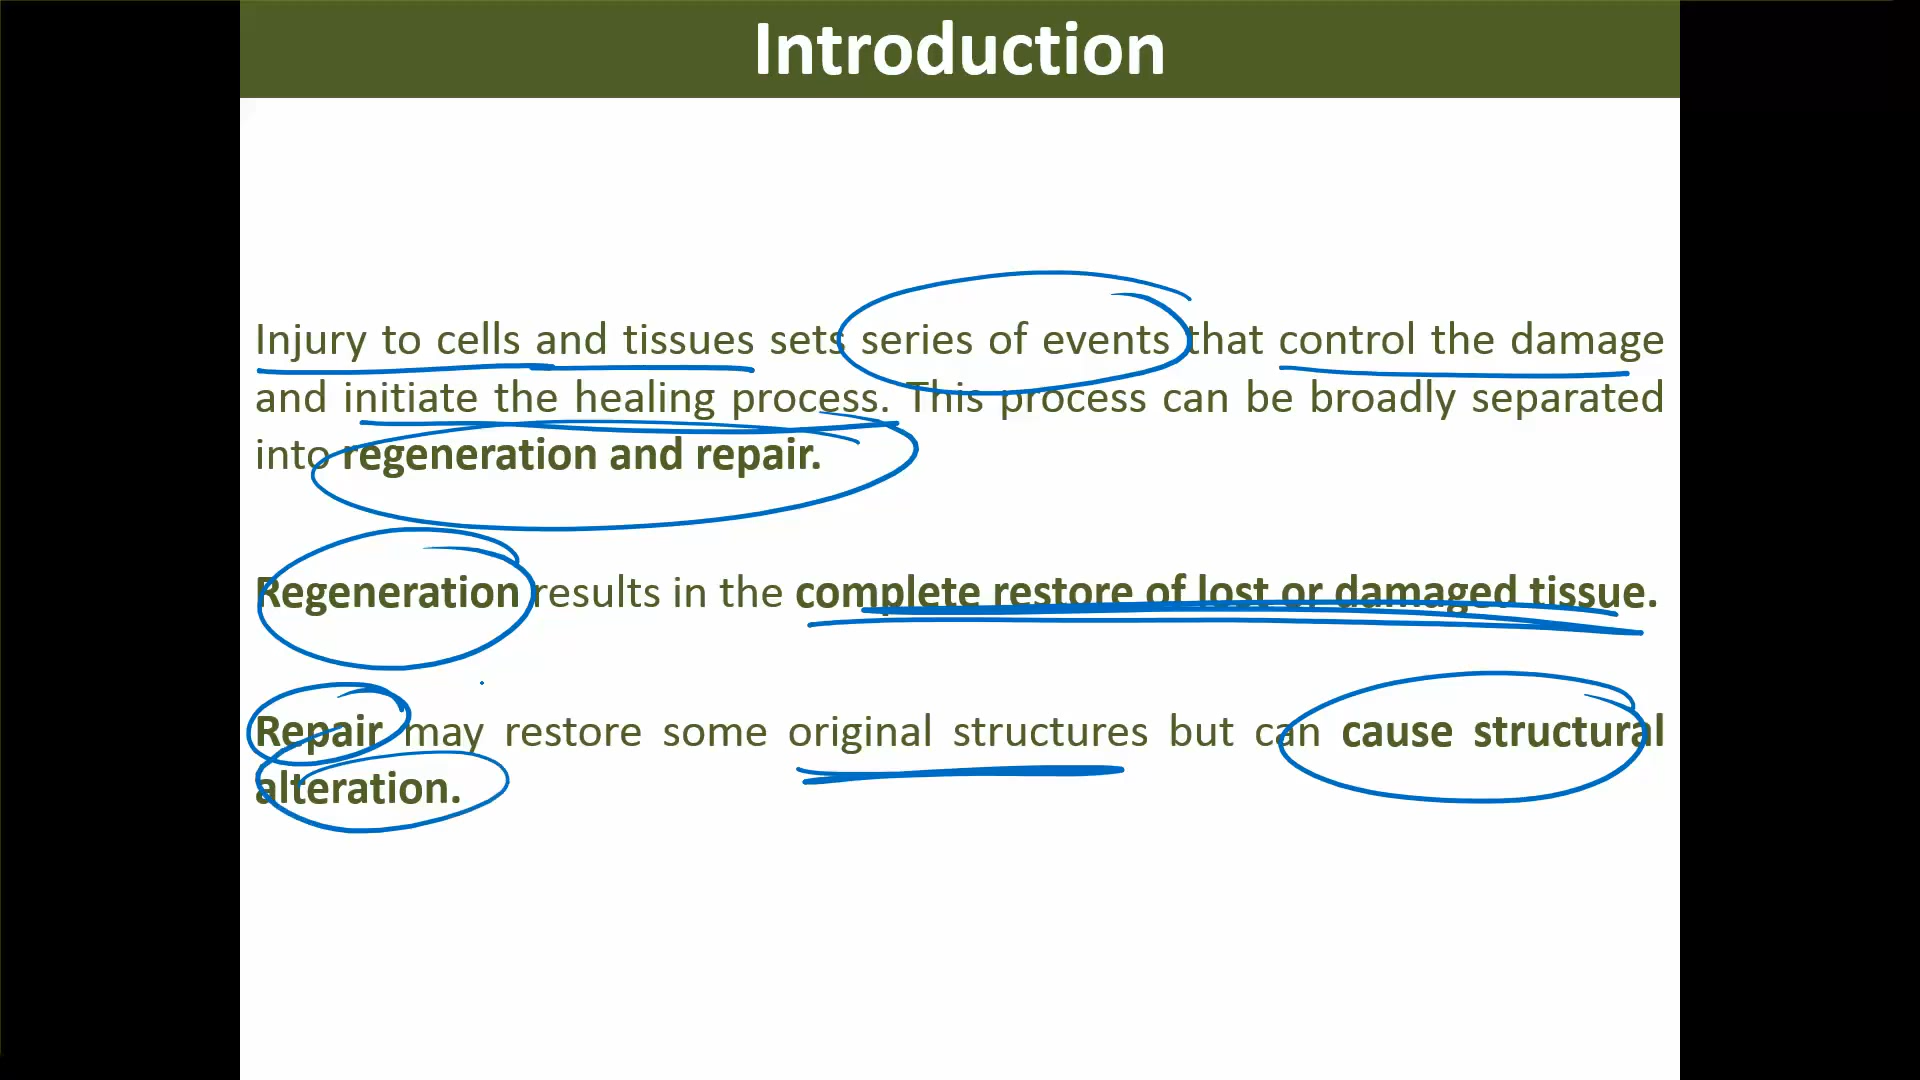 Introduction
Injury to cells and tissues sets series of events that control the damage
and initiate the healing process. This process can be broadly separated
into regeneration and repair.
Regeneration results in the complete restore of lost or damaged tissue.
Repair may restore some original structures but can cause structural
alteration.